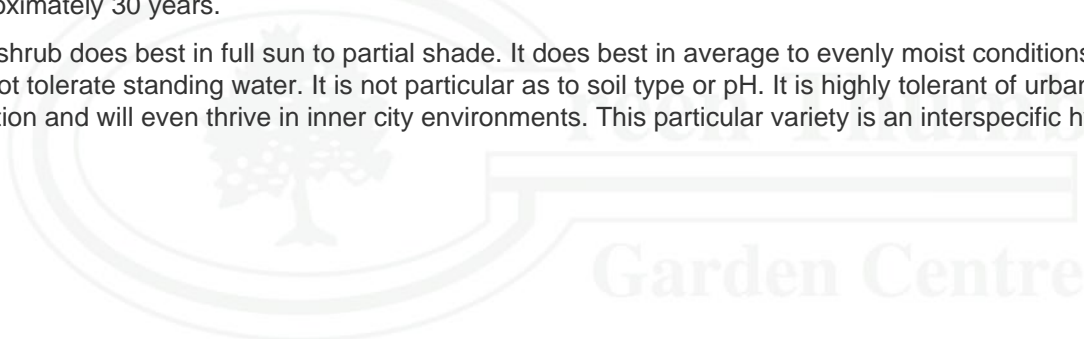 oximately 30 years.
shrub does best in full sun to partial shade. It does best in average to evenly moist conditions
ot tolerate standing water. It is not particular as to soil type or pH. It is highly tolerant of urban
tion and will even thrive in inner city environments. This particular variety is an interspecific h
Green Thumb
Garden Centre